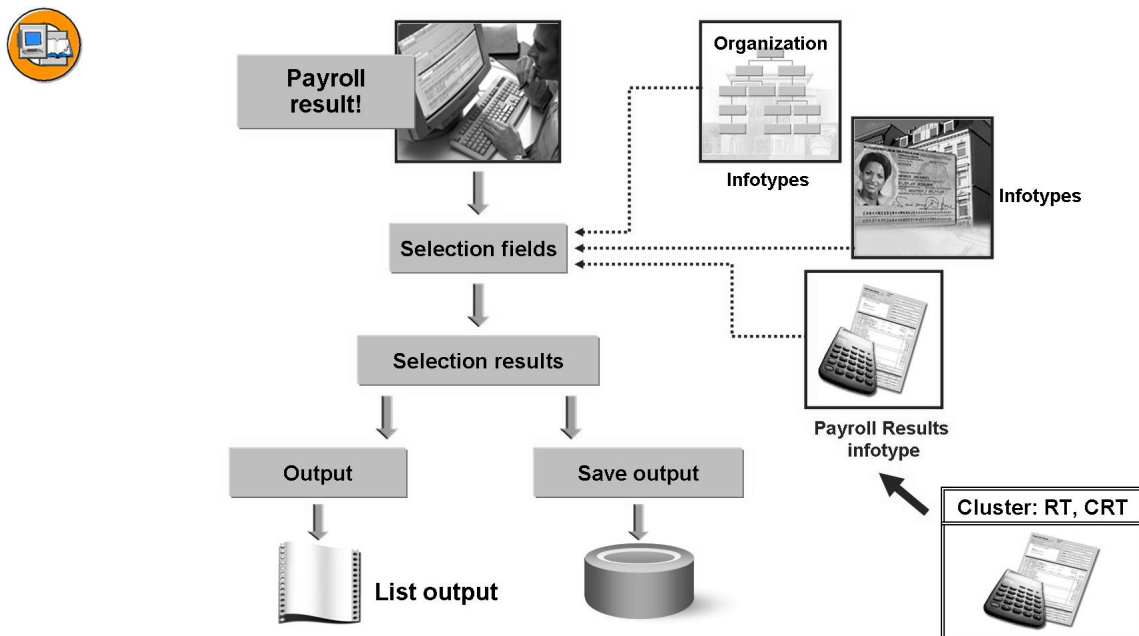 Payroll
result!
Organization
Infotypes
Infotypes
Selection fields
Selection results
Payroll Results
infotype
Output
Save output
Cluster: RT, CRT
List output